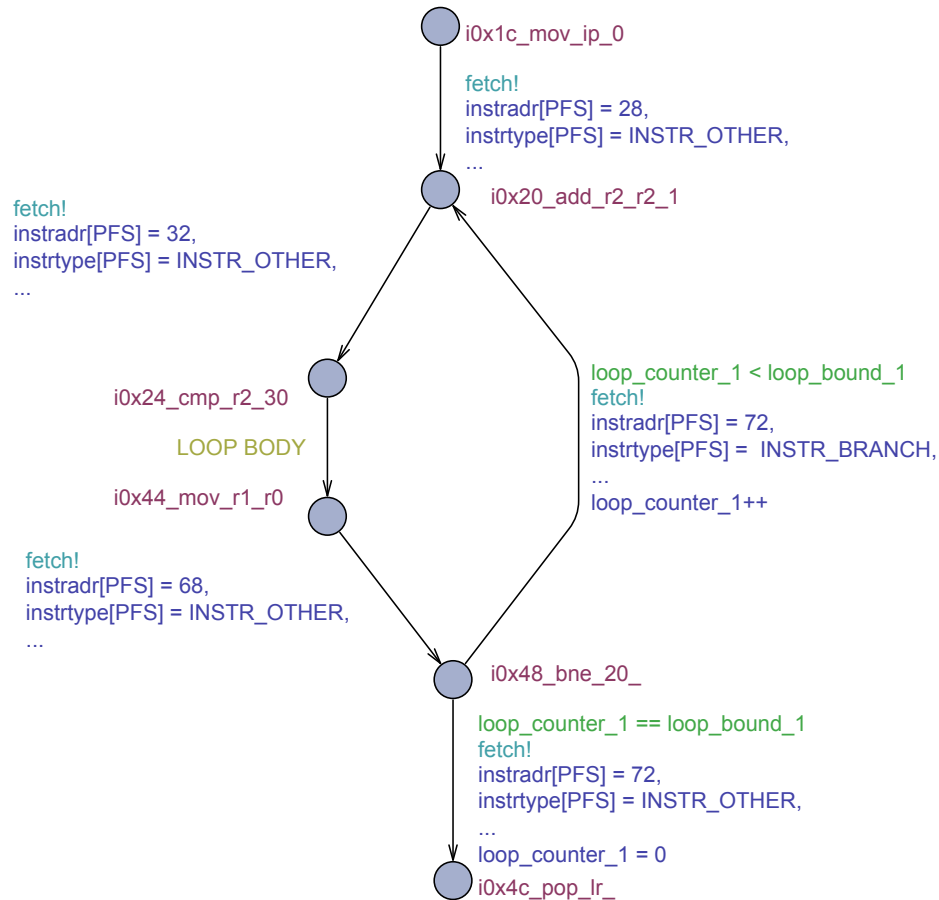 i0x1c_mov_ip_0
fetch!
instradr[PFS] = 28,
instrtype[PFS] = INSTR_OTHER,
...
i0x20_add_r2_r2_1
fetch!
instradr[PFS] = 32,
instrtype[PFS] = INSTR_OTHER,
...
i0x24_cmp_r2_30
LOOP BODY
i0x44_mov_r1_r0
loop_counter_1 < loop_bound_1
fetch!
instradr[PFS] = 72,
instrtype[PFS] =  INSTR_BRANCH,
...
loop_counter_1++
fetch!
instradr[PFS] = 68,
instrtype[PFS] = INSTR_OTHER,
...
i0x48_bne_20_
loop_counter_1 == loop_bound_1
fetch!
instradr[PFS] = 72,
instrtype[PFS] = INSTR_OTHER,
...
loop_counter_1 = 0
i0x4c_pop_lr_